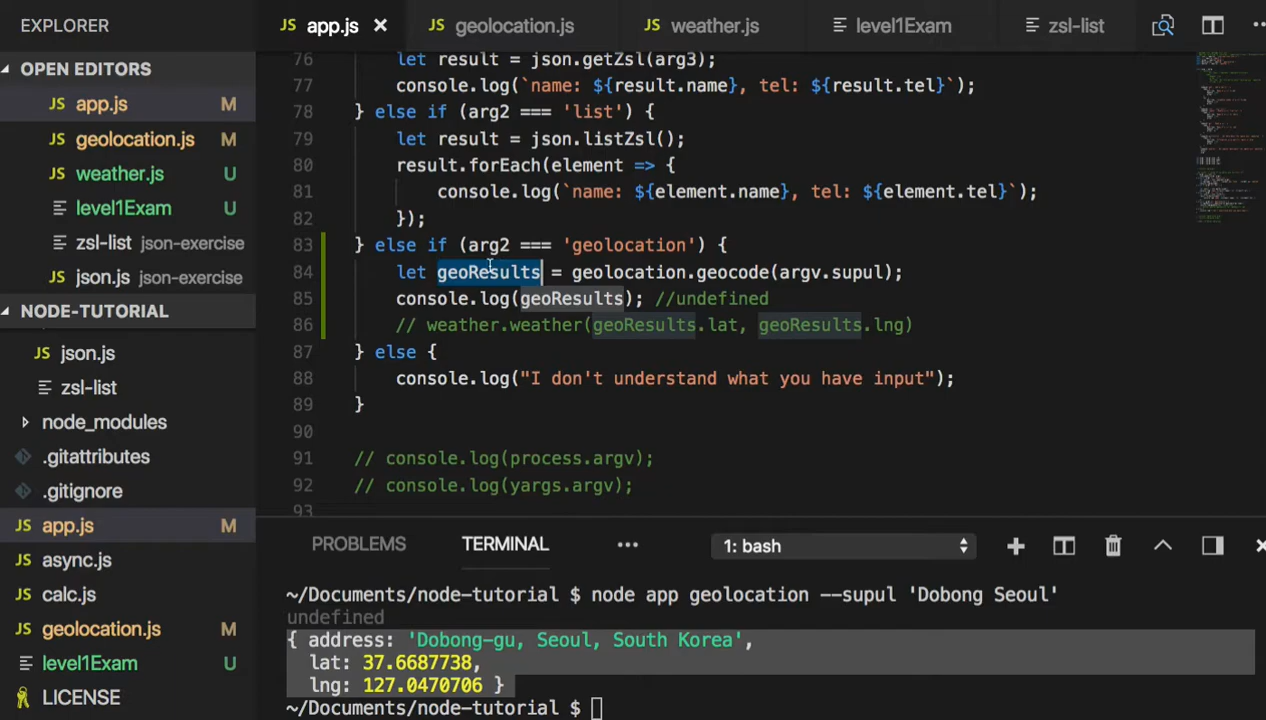 EXPLORER
JS app.js ×
JS geolocation.js
JS weather.js
level1Exam
zsl-list
OPEN EDITORS
JS app.js M
JS geolocation.js M
JS weather.js U
level1Exam U
zsl-list json-exercise
JS json.js json-exercise
NODE-TUTORIAL
JS json.js
zsl-list
node_modules
.gitattributes
.gitignore
JS app.js M
JS async.js
JS calc.js
JS geolocation.js M
level1Exam U
LICENSE
76 let result = json.getZsl(arg3);
77 console.log(`name: ${result.name}, tel: ${result.tel}`);
78 } else if (arg2 === 'list') {
79 let result = json.listZsl();
80 result.forEach(element => {
81 console.log(`name: ${element.name}, tel: ${element.tel}`);
82 });
83 } else if (arg2 === 'geolocation') {
84 let geoResults = geolocation.geocode(argv.supul);
85 console.log(geoResults); //undefined
86 // weather.weather(geoResults.lat, geoResults.lng)
87 } else {
88 console.log("I don't understand what you have input");
89 }
90
91 // console.log(process.argv);
92 // console.log(yargs.argv);
93
PROBLEMS TERMINAL ••• 1: bash
~/Documents/node-tutorial $ node app geolocation --supul 'Dobong Seoul'
undefined
{ address: 'Dobong-gu, Seoul, South Korea',
lat: 37.6687738,
lng: 127.0470706 }
~/Documents/node-tutorial $